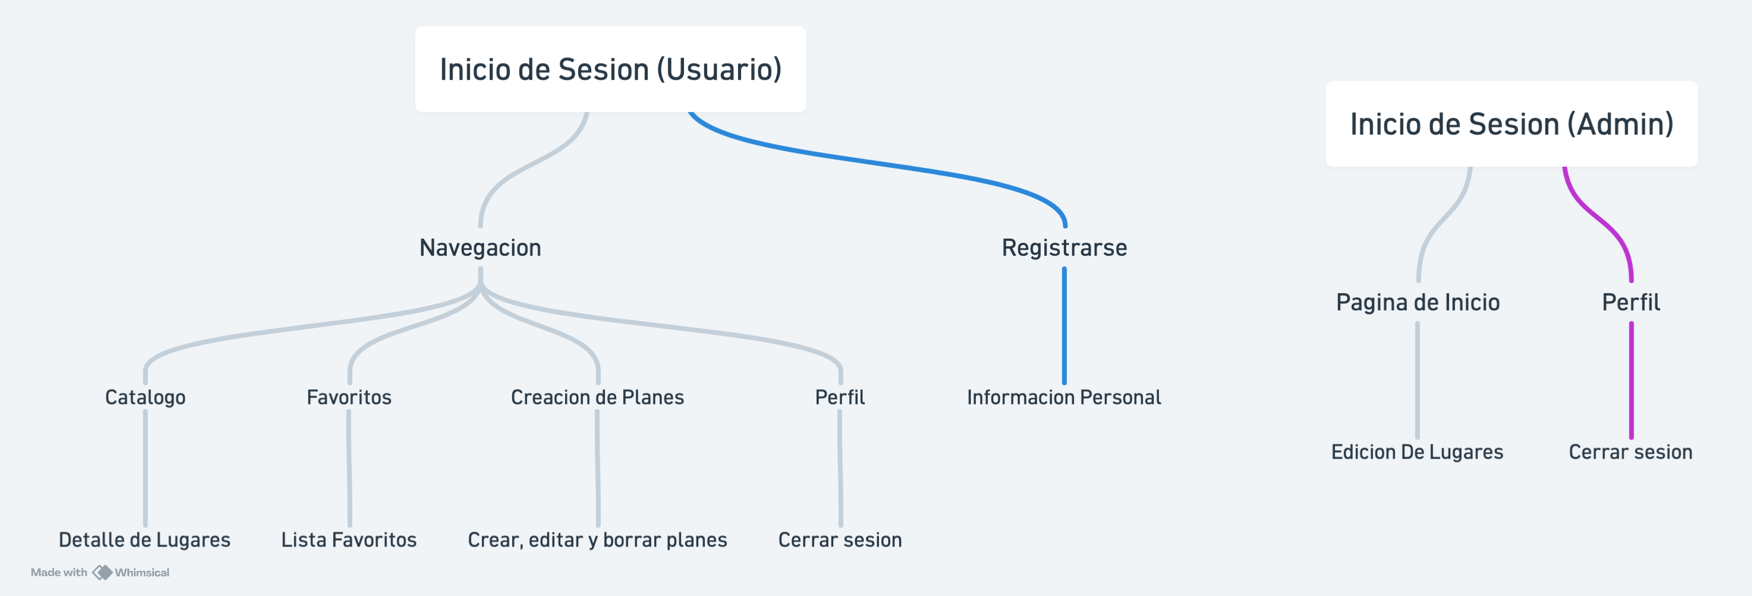 Inicio de Sesion (Usuario)
Inicio de Sesion (Admin)
Navegacion
Registrarse
Pagina de Inicio
Perfil
Catalogo
Favoritos
Creacion de Planes
Perfil
Informacion Personal
Edicion De Lugares
Cerrar sesion
Detalle de Lugares
Lista Favoritos
Crear, editar y borrar planes
Cerrar sesion
Made with Whimsical